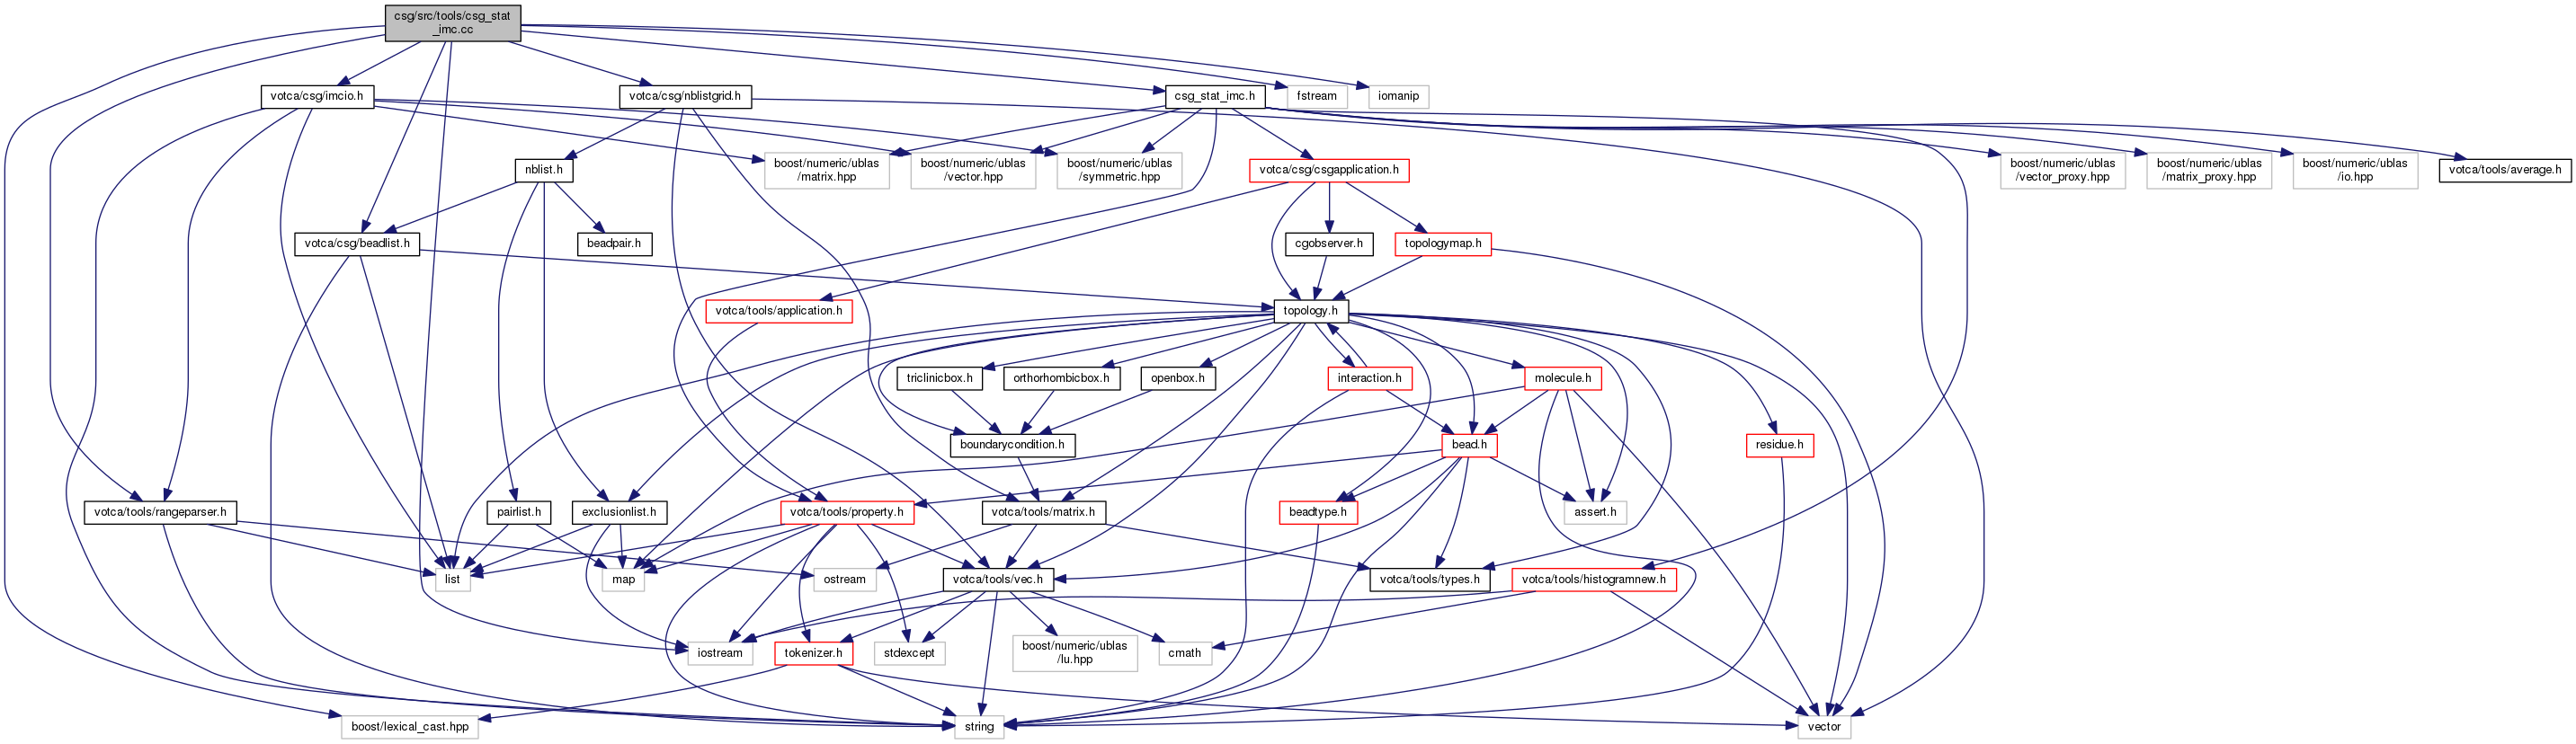 csg/src/tools/csg_stat
_imc.cc
votca/csg/imcio.h
votca/csg/nblistgrid.h
csg_stat_imc.h
fstream
iomanip
nblist.h
boost/numeric/ublas
/matrix.hpp
boost/numeric/ublas
/vector.hpp
boost/numeric/ublas
/symmetric.hpp
votca/csg/csgapplication.h
boost/numeric/ublas
/vector_proxy.hpp
boost/numeric/ublas
/matrix_proxy.hpp
boost/numeric/ublas
/io.hpp
votca/tools/average.h
votca/csg/beadlist.h
beadpair.h
cgobserver.h
topologymap.h
votca/tools/application.h
topology.h
triclinicbox.h
orthorhombicbox.h
openbox.h
interaction.h
molecule.h
boundarycondition.h
bead.h
residue.h
votca/tools/rangeparser.h
pairlist.h
exclusionlist.h
votca/tools/property.h
votca/tools/matrix.h
beadtype.h
assert.h
list
map
ostream
votca/tools/vec.h
votca/tools/types.h
votca/tools/histogramnew.h
iostream
tokenizer.h
stdexcept
boost/numeric/ublas
/lu.hpp
cmath
boost/lexical_cast.hpp
string
vector